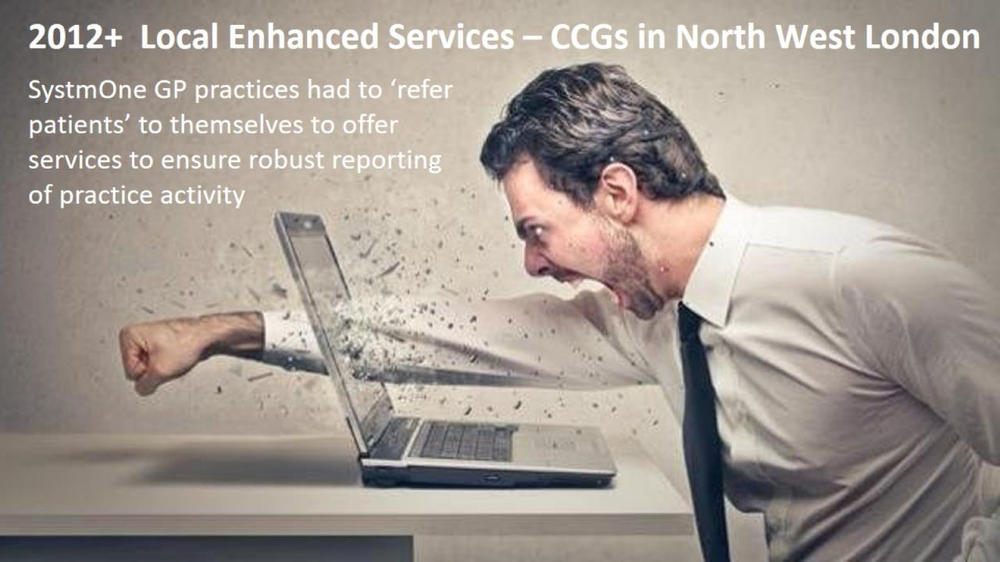 2012+ Local Enhanced Services – CCGs in North West London
SystmOne GP practices had to ‘refer
patients’ to themselves to offer
services to ensure robust reporting
of practice activity